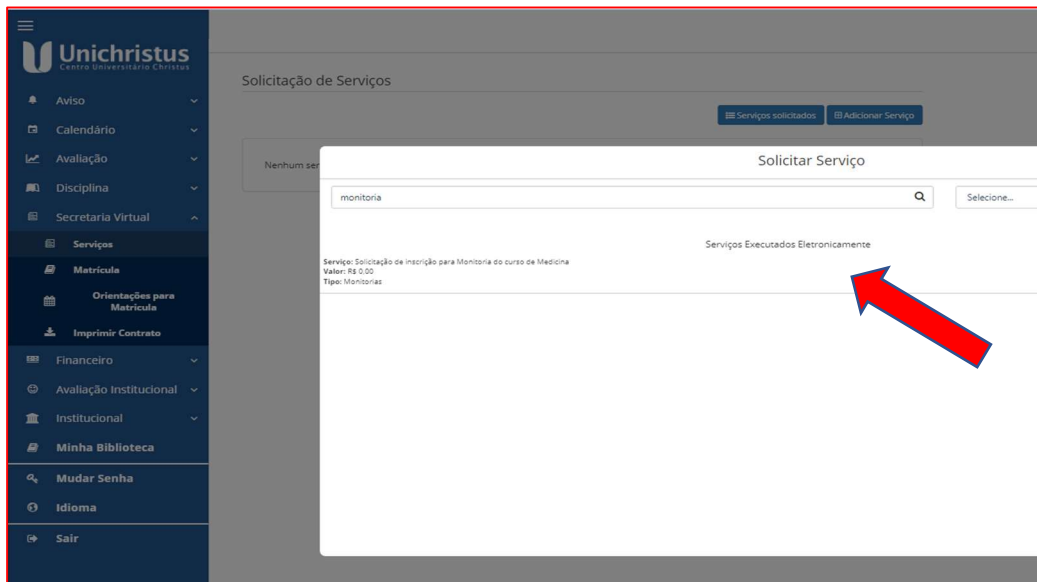 Unichristus
Centro Universitário Christus
Aviso
Calendário
Avaliação
Disciplina
Secretaria Virtual
Serviços
Matrícula
Orientações para
Matrícula
Imprimir Contrato
Financeiro
Avaliação Institucional
Institucional
Minha Biblioteca
Mudar Senha
Idioma
Sair
Solicitação de Serviços
Serviços solicitados
Adicionar Serviço
Nenhum ser
Solicitar Serviço
monitoria
Selecione...
Serviços Executados Eletronicamente
Serviço: Solicitação de inscrição para Monitoria do curso de Medicina
Valor: R$ 0.00
Tipo: Monitorias